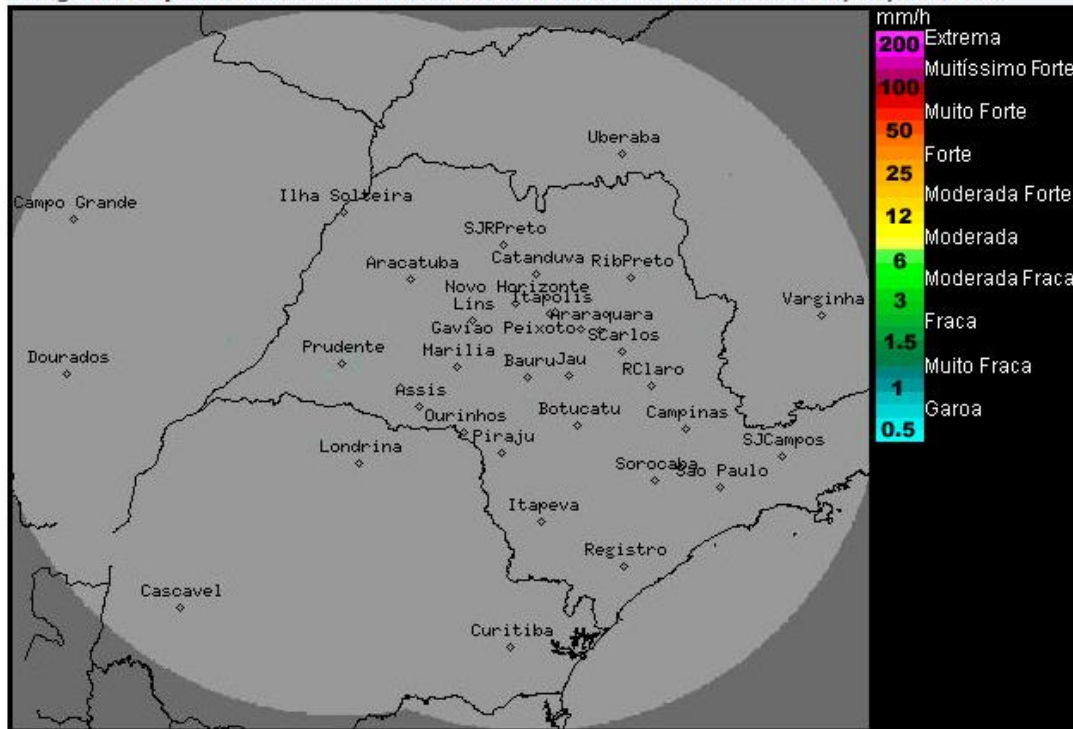 mm/h
200 Extrema
Muitíssimo Forte
100
Muito Forte
50
Forte
25
Moderada Forte
12
Moderada
6
Moderada Fraca
3
Fraca
1.5
Muito Fraca
1
Garoa
0.5
Uberaba
Campo Grande
Ilha Solteira
SJRPreto
Aracatuba
Catanduva
RibPreto
Novo Horizonte
Lins
Itapolis
Araraquara
Varginha
Gaviao Peixoto
SCarlos
Dourados
Prudente
Marilia
Bauru
Jau
RClaro
Assis
Ourinhos
Botucatu
Campinas
Londrina
Piraju
SJCampos
Sorocaba
Sao Paulo
Itapeva
Registro
Cascavel
Curitiba